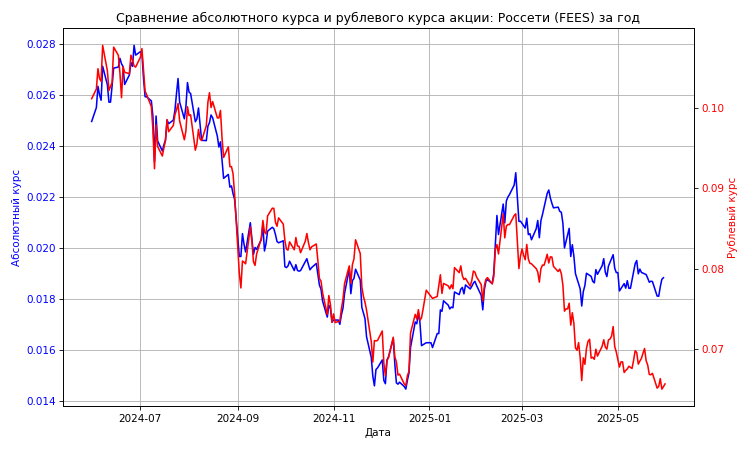 Сравнение абсолютного курса и рублевого курса акции: Россети (FEES) за год
Абсолютный курс
0.028
0.026
0.024
0.022
0.020
0.018
0.016
0.014
0.10
0.09
0.08
0.07
Рублевый курс
2024-07 2024-09 2024-11 2025-01 2025-03 2025-05
Дата